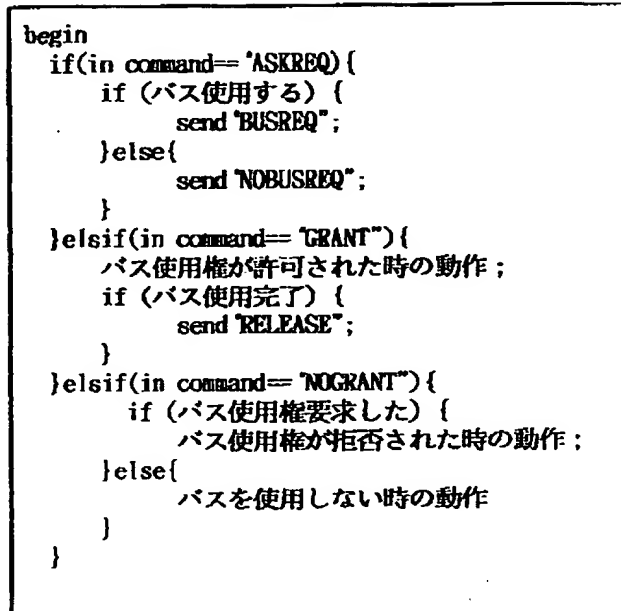 begin
if(in command== "ASKREQ){
if (バス使用する) {
send "BUSREQ";
}else{
send "NOBUSREQ";
}
}elsif(in command== "GRANT"){
バス使用権が許可された時の動作;
if (バス使用完了) {
send "RELEASE";
}
}elsif(in command== "NOGRANT"){
if (バス使用権要求した) {
バス使用権が拒否された時の動作;
}else{
バスを使用しない時の動作
}
}